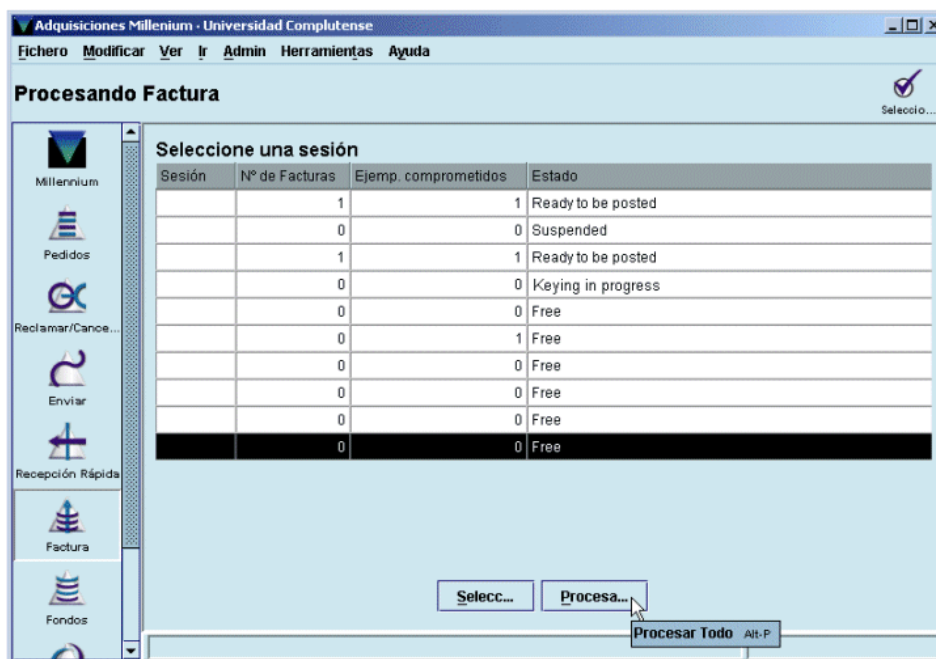 Adquisiciones Millenium - Universidad Complutense
Fichero Modificar Ver Ir Admin Herramientas Ayuda
Procesando Factura
Seleccio...
Millennium
Pedidos
Reclamar/Cance...
Enviar
Recepción Rápida
Factura
Fondos
Seleccione una sesión
Sesión Nº de Facturas Ejemp. comprometidos Estado
1 1 Ready to be posted
0 0 Suspended
1 1 Ready to be posted
0 0 Keying in progress
0 0 Free
0 1 Free
0 0 Free
0 0 Free
0 0 Free
0 0 Free
Selecc... Procesa...
Procesar Todo Alt-P